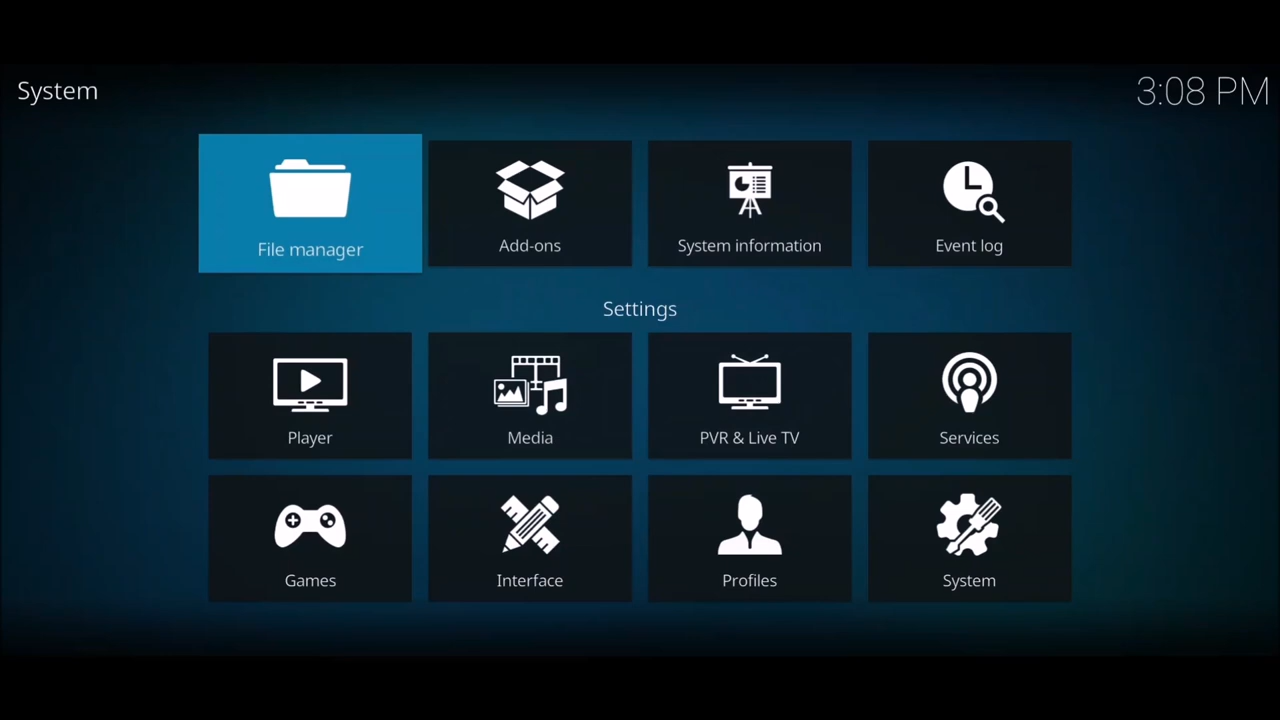 System
3:08 PM
File manager
Add-ons
System information
Event log
Settings
Player
Media
PVR & Live TV
Services
Games
Interface
Profiles
System